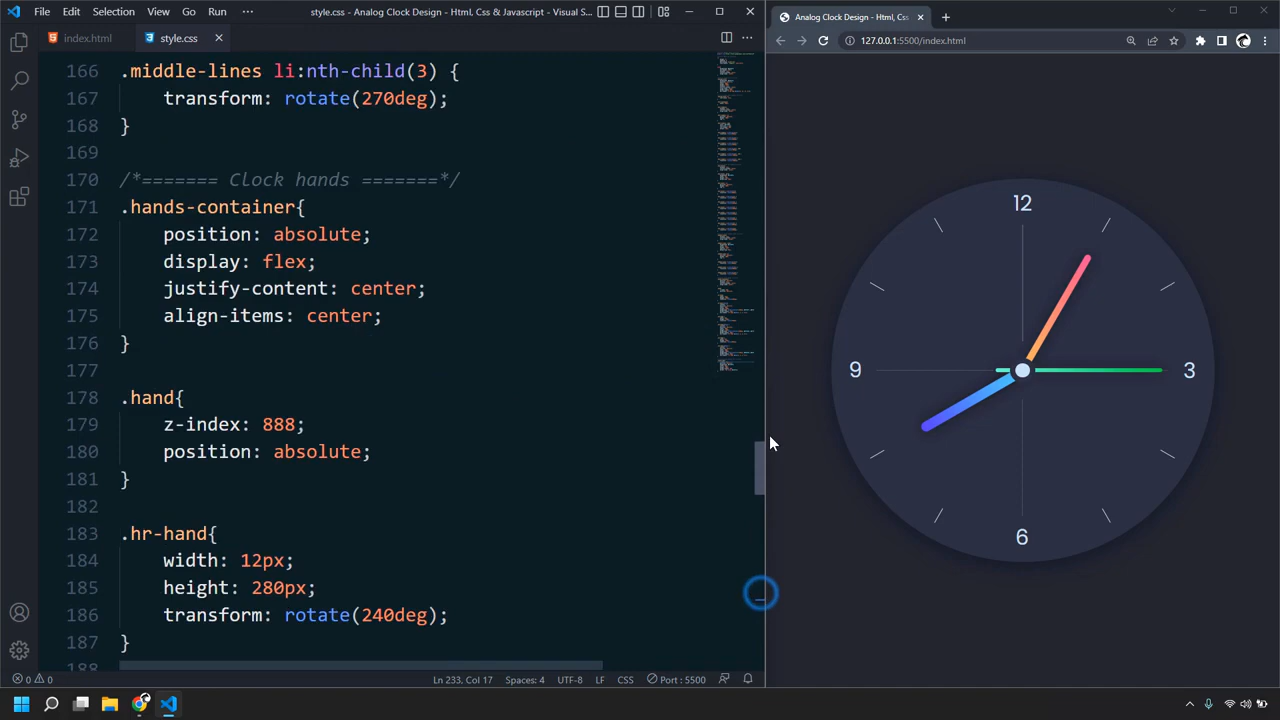 File Edit Selection View Go Run ... style.css - Analog Clock Design - Html, Css & Javascript - Visual S...
index.html style.css
166 .middle-lines li:nth-child(3) {
167 transform: rotate(270deg);
168 }
169
170 /*======= Clock hands =======*/
171 .hands-container{
172 position: absolute;
173 display: flex;
174 justify-content: center;
175 align-items: center;
176 }
177
178 .hand{
179 z-index: 888;
180 position: absolute;
181 }
182
183 .hr-hand{
184 width: 12px;
185 height: 280px;
186 transform: rotate(240deg);
187 }
188
0 0 Ln 233, Col 17 Spaces: 4 UTF-8 LF CSS Port : 5500
Analog Clock Design - Html, Css
127.0.0.1:5500/index.html
12
9 3
6